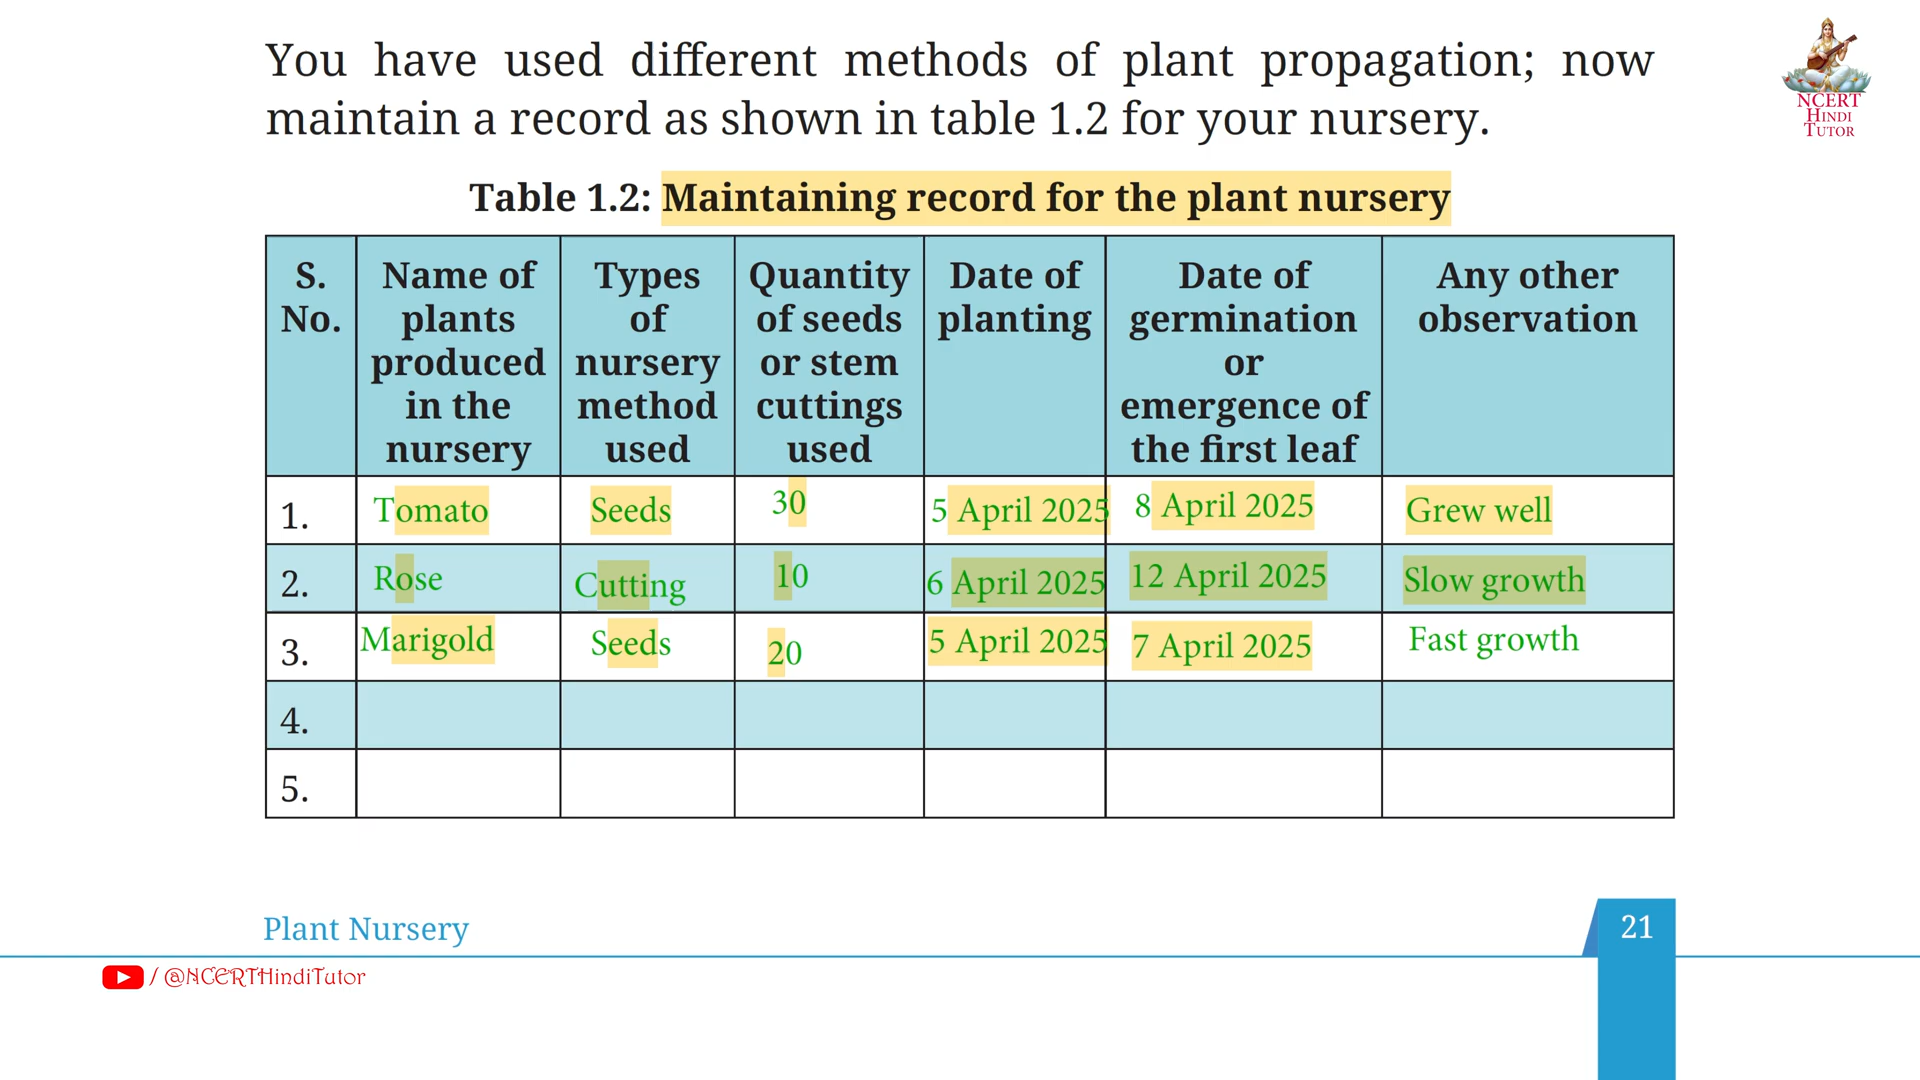 You have used different methods of plant propagation; now
maintain a record as shown in table 1.2 for your nursery.
NCERT
HINDI
TUTOR
Table 1.2: Maintaining record for the plant nursery
S. No. Name of plants produced in the nursery Types of nursery method used Quantity of seeds or stem cuttings used Date of planting Date of germination or emergence of the first leaf Any other observation
1. Tomato Seeds 30 5 April 2025 8 April 2025 Grew well
2. Rose Cutting 10 6 April 2025 12 April 2025 Slow growth
3. Marigold Seeds 20 5 April 2025 7 April 2025 Fast growth
4.
5.
Plant Nursery 21
/ @NCERTHindiTutor